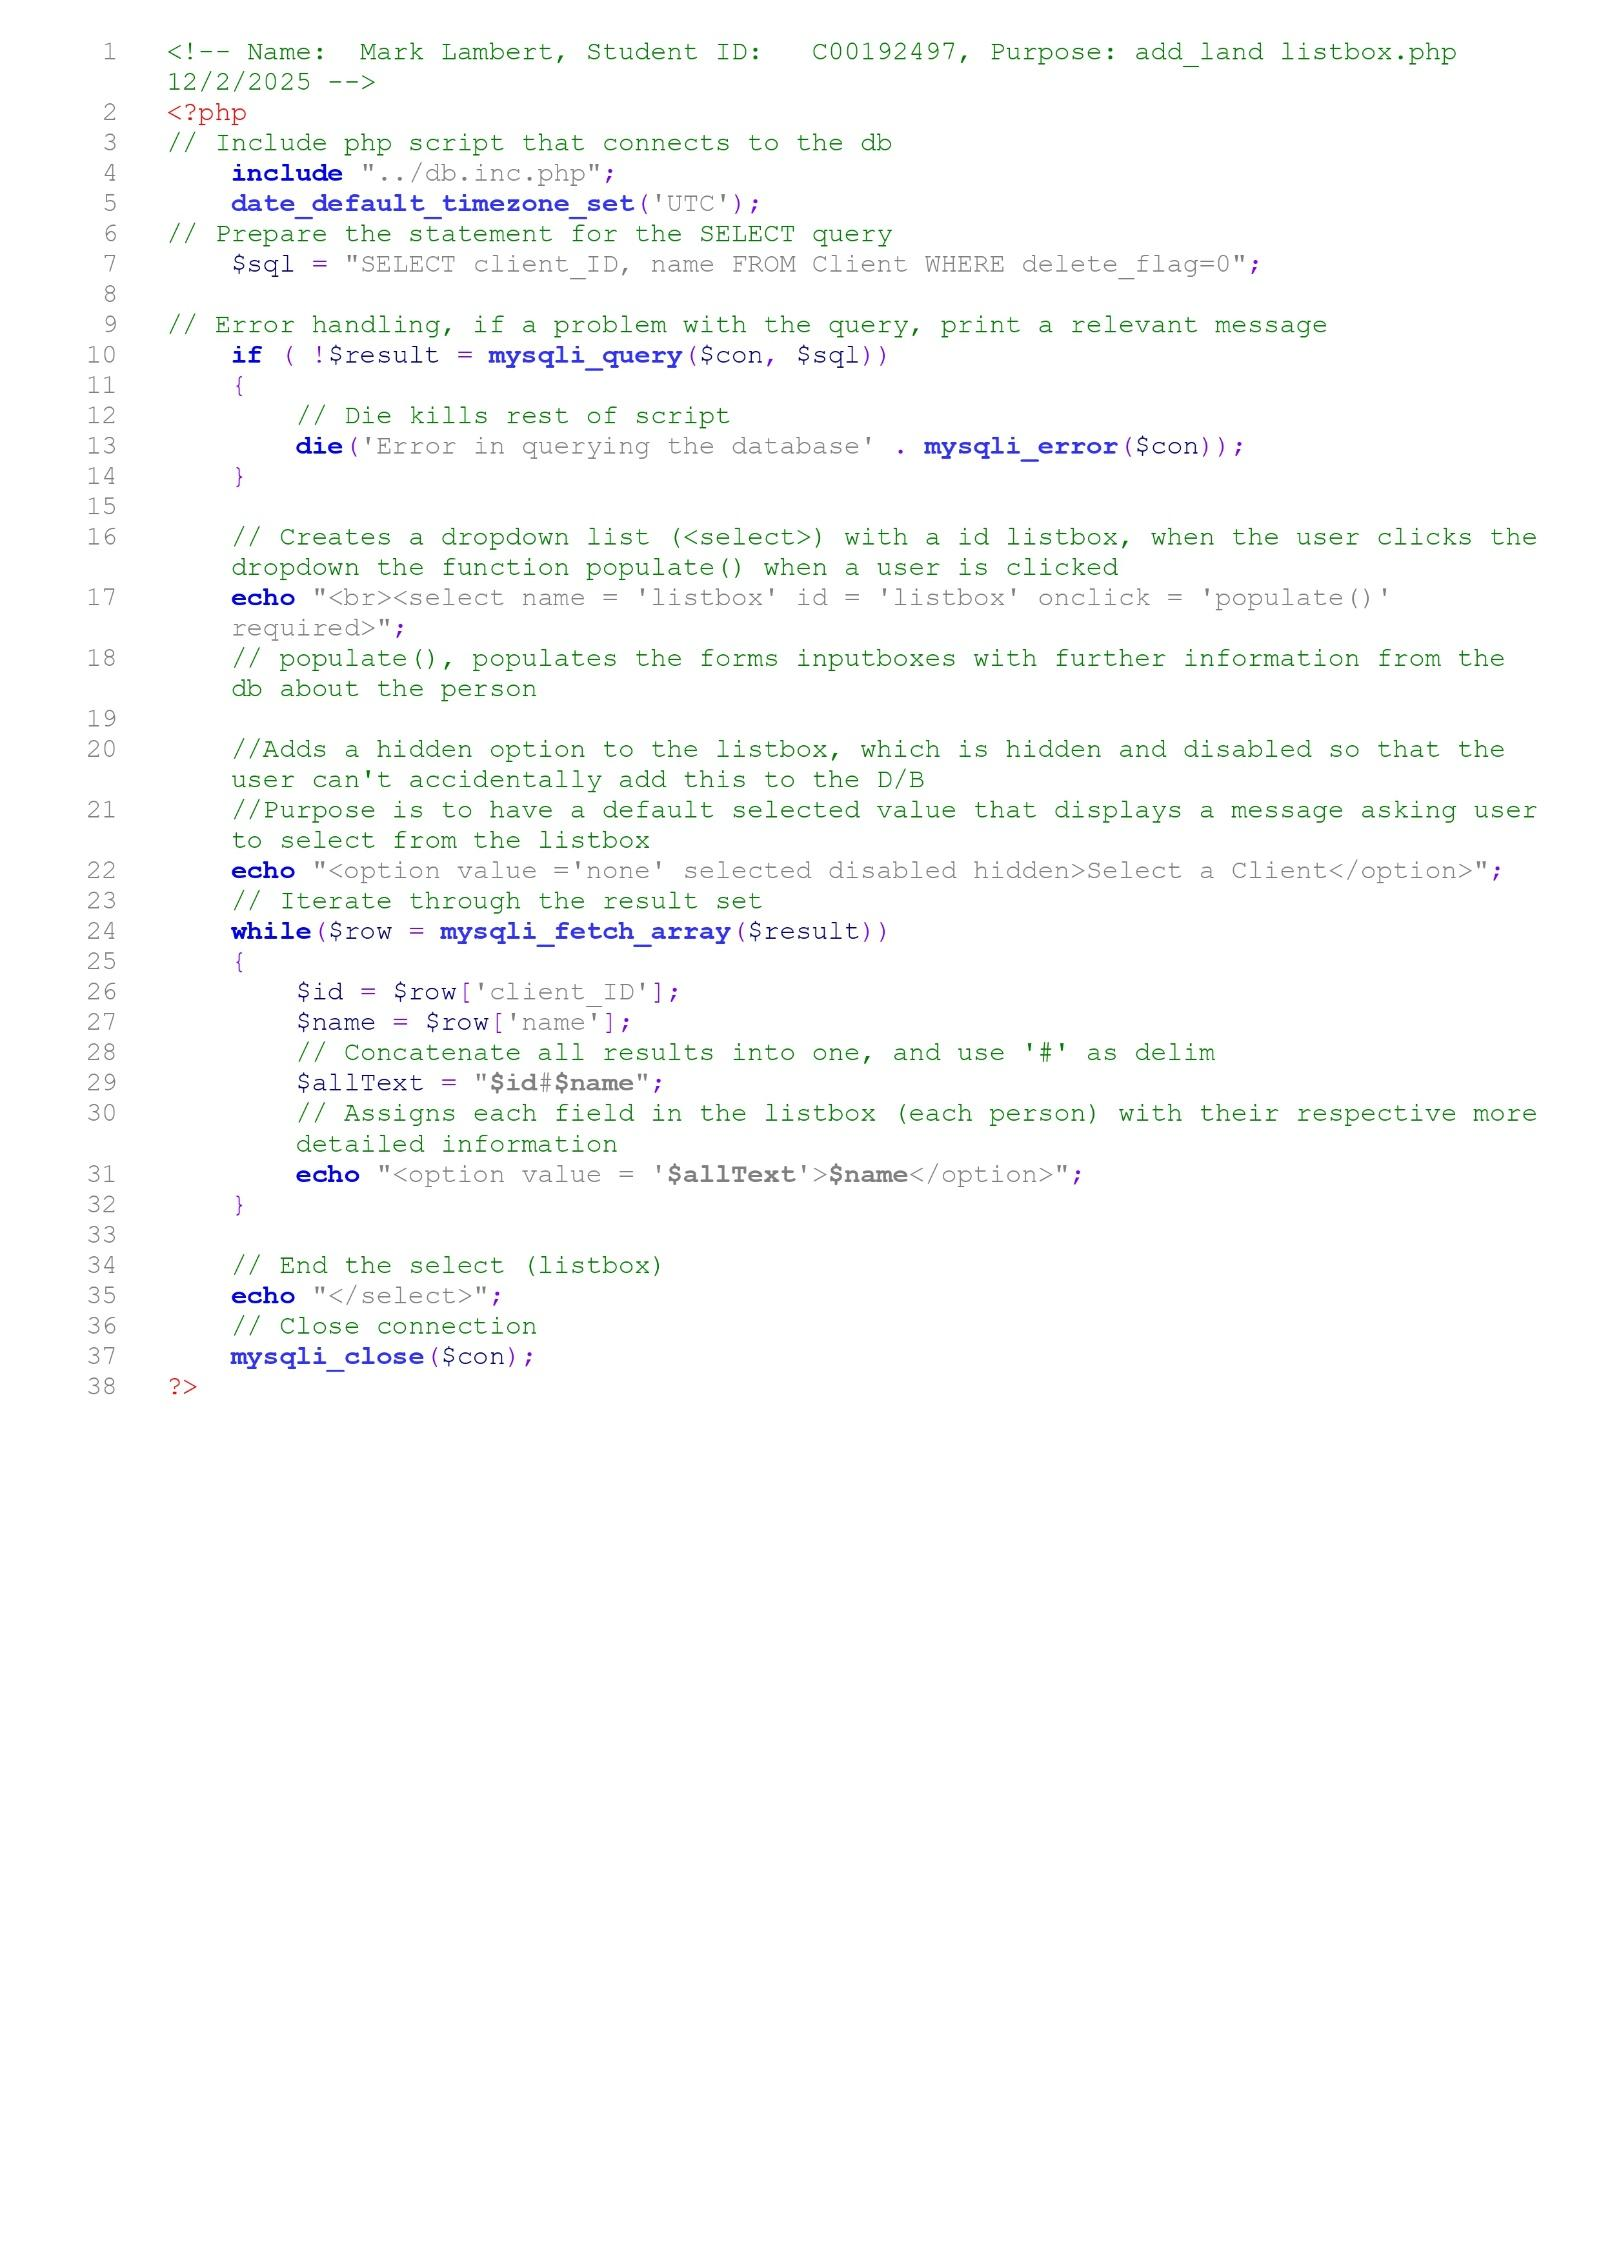 1 <!-- Name:  Mark Lambert, Student ID:   C00192497, Purpose: add_land listbox.php
12/2/2025 -->
2 <?php
3 // Include php script that connects to the db
4     include "../db.inc.php";
5     date_default_timezone_set('UTC');
6 // Prepare the statement for the SELECT query
7     $sql = "SELECT client_ID, name FROM Client WHERE delete_flag=0";
8
9 // Error handling, if a problem with the query, print a relevant message
10     if ( !$result = mysqli_query($con, $sql))
11     {
12         // Die kills rest of script
13         die('Error in querying the database' . mysqli_error($con));
14     }
15
16     // Creates a dropdown list (<select>) with a id listbox, when the user clicks the
dropdown the function populate() when a user is clicked
17     echo "<br><select name = 'listbox' id = 'listbox' onclick = 'populate()'
required>";
18     // populate(), populates the forms inputboxes with further information from the
db about the person
19
20     //Adds a hidden option to the listbox, which is hidden and disabled so that the
user can't accidentally add this to the D/B
21     //Purpose is to have a default selected value that displays a message asking user
to select from the listbox
22     echo "<option value ='none' selected disabled hidden>Select a Client</option>";
23     // Iterate through the result set
24     while($row = mysqli_fetch_array($result))
25     {
26         $id = $row['client_ID'];
27         $name = $row['name'];
28         // Concatenate all results into one, and use '#' as delim
29         $allText = "$id#$name";
30         // Assigns each field in the listbox (each person) with their respective more
detailed information
31         echo "<option value = '$allText'>$name</option>";
32     }
33
34     // End the select (listbox)
35     echo "</select>";
36     // Close connection
37     mysqli_close($con);
38 ?>